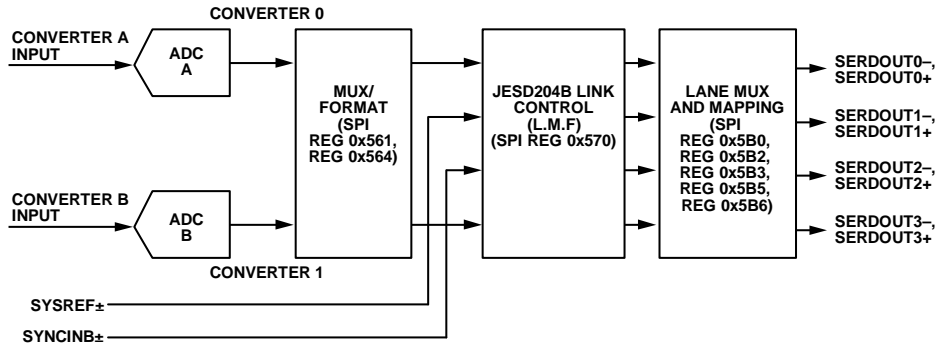 CONVERTER 0
CONVERTER A
INPUT
ADC
A
MUX/
FORMAT
(SPI
REG 0x561,
REG 0x564)
JESD204B LINK
CONTROL
(L.M.F)
(SPI REG 0x570)
LANE MUX
AND MAPPING
(SPI
REG 0x5B0,
REG 0x5B2,
REG 0x5B3,
REG 0x5B5,
REG 0x5B6)
SERDOUT0–,
SERDOUT0+
SERDOUT1–,
SERDOUT1+
SERDOUT2–,
SERDOUT2+
SERDOUT3–,
SERDOUT3+
CONVERTER B
INPUT
ADC
B
CONVERTER 1
SYSREF±
SYNCINB±